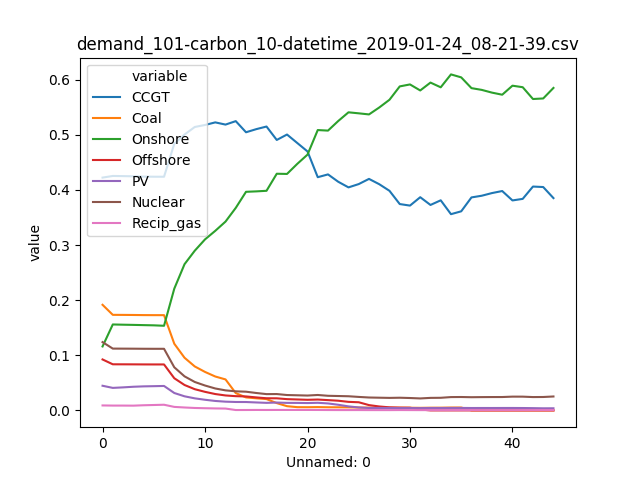 demand_101-carbon_10-datetime_2019-01-24_08-21-39.csv
variable
CCGT
Coal
Onshore
Offshore
PV
Nuclear
Recip_gas
value
0.6
0.5
0.4
0.3
0.2
0.1
0.0
0 10 20 30 40
Unnamed: 0